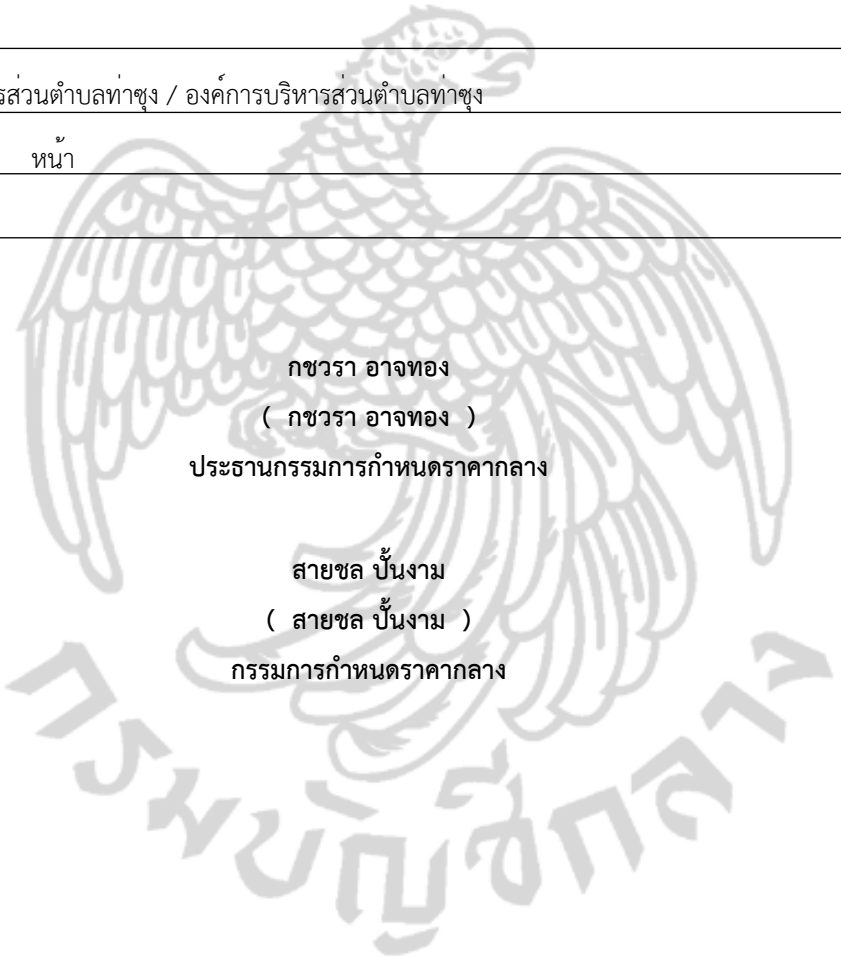 รส่วนตำบลท่าซุง / องค์การบริหารส่วนตำบลท่าซุง
หน้า
กชวรา อาจทอง
( กชวรา อาจทอง )
ประธานกรรมการกำหนดราคากลาง
สายชล ปั้นงาม
( สายชล ปั้นงาม )
กรรมการกำหนดราคากลาง
กรมบัญชีกลาง